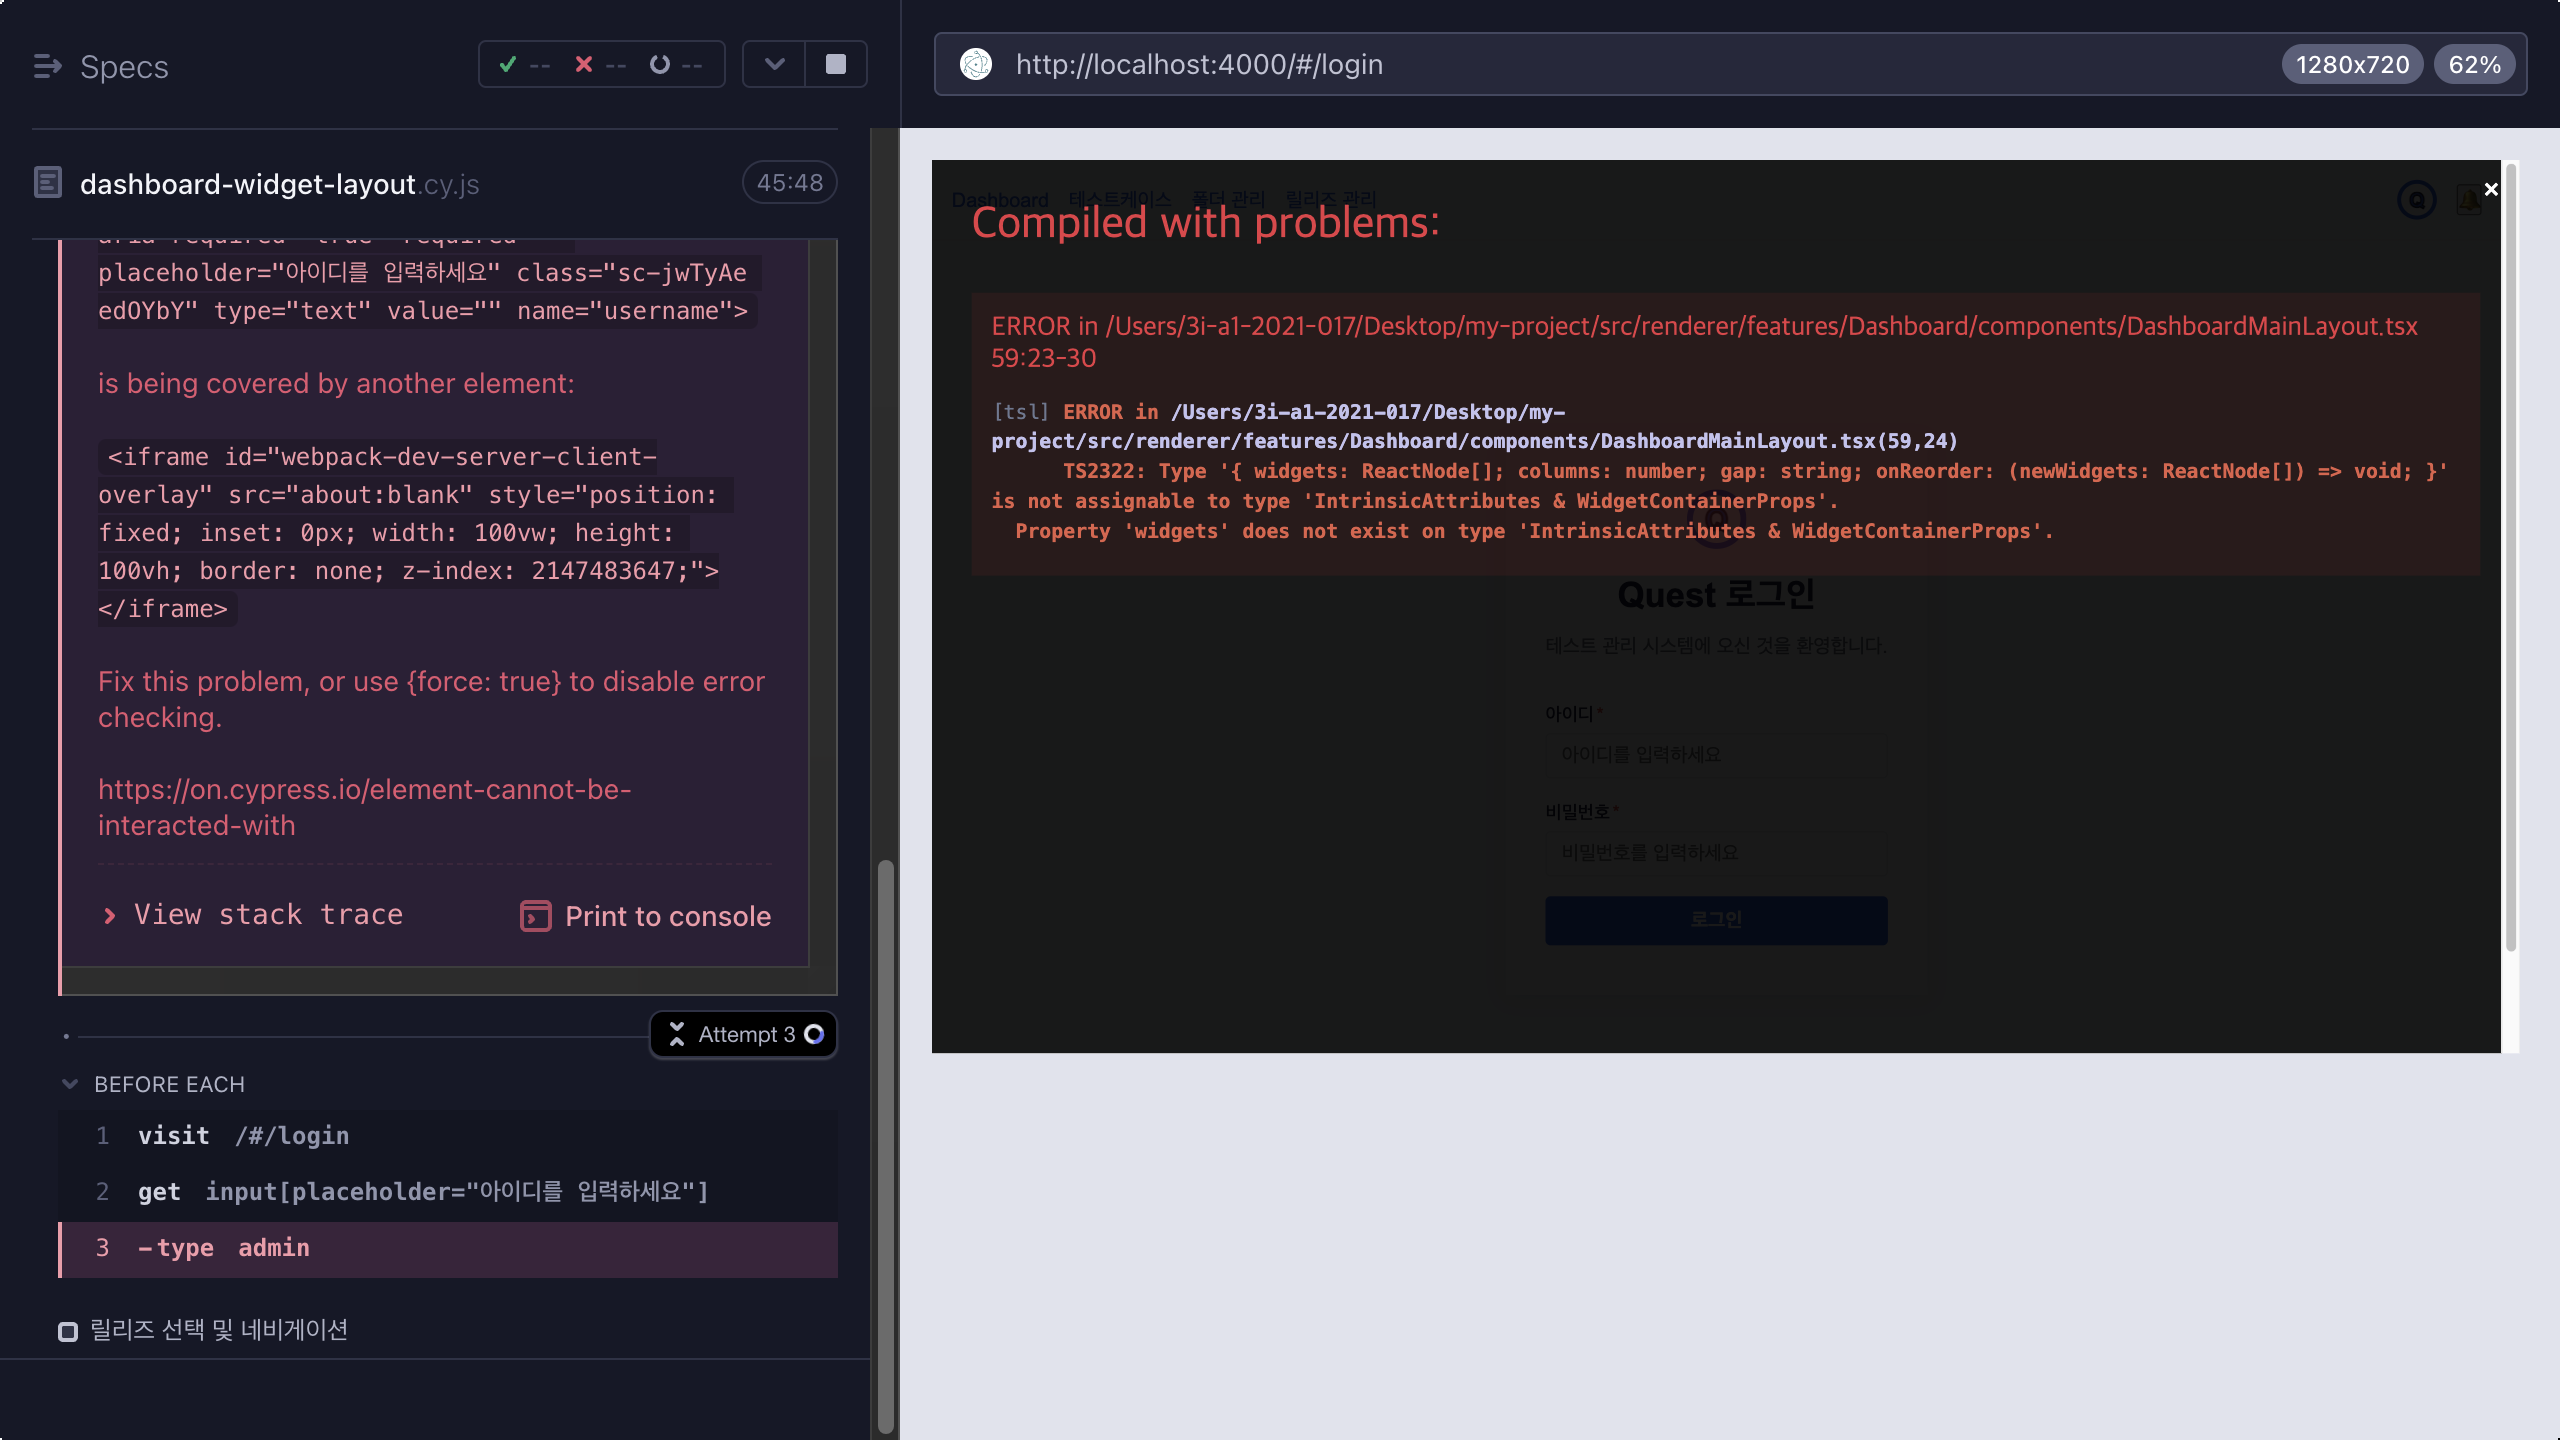 Specs
-- -- --
http://localhost:4000/#/login
1280x720
62%
dashboard-widget-layout.cy.js
45:48
aria-required="true" required=""
placeholder="아이디를 입력하세요" class="sc-jwTyAe
edOYbY" type="text" value="" name="username">
is being covered by another element:
<iframe id="webpack-dev-server-client-
overlay" src="about:blank" style="position:
fixed; inset: 0px; width: 100vw; height:
100vh; border: none; z-index: 2147483647;">
</iframe>
Fix this problem, or use {force: true} to disable error
checking.
https://on.cypress.io/element-cannot-be-
interacted-with
View stack trace
Print to console
Attempt 3
BEFORE EACH
1 visit /#/login
2 get input[placeholder="아이디를 입력하세요"]
3 -type admin
릴리즈 선택 및 네비게이션
Dashboard 테스트케이스 폴더 관리 릴리즈 관리
Q
×
Compiled with problems:
ERROR in /Users/3i-a1-2021-017/Desktop/my-project/src/renderer/features/Dashboard/components/DashboardMainLayout.tsx
59:23-30
[tsl] ERROR in /Users/3i-a1-2021-017/Desktop/my-
project/src/renderer/features/Dashboard/components/DashboardMainLayout.tsx(59,24)
TS2322: Type '{ widgets: ReactNode[]; columns: number; gap: string; onReorder: (newWidgets: ReactNode[]) => void; }'
is not assignable to type 'IntrinsicAttributes & WidgetContainerProps'.
Property 'widgets' does not exist on type 'IntrinsicAttributes & WidgetContainerProps'.
Q
Quest 로그인
테스트 관리 시스템에 오신 것을 환영합니다.
아이디*
아이디를 입력하세요
비밀번호*
비밀번호를 입력하세요
로그인